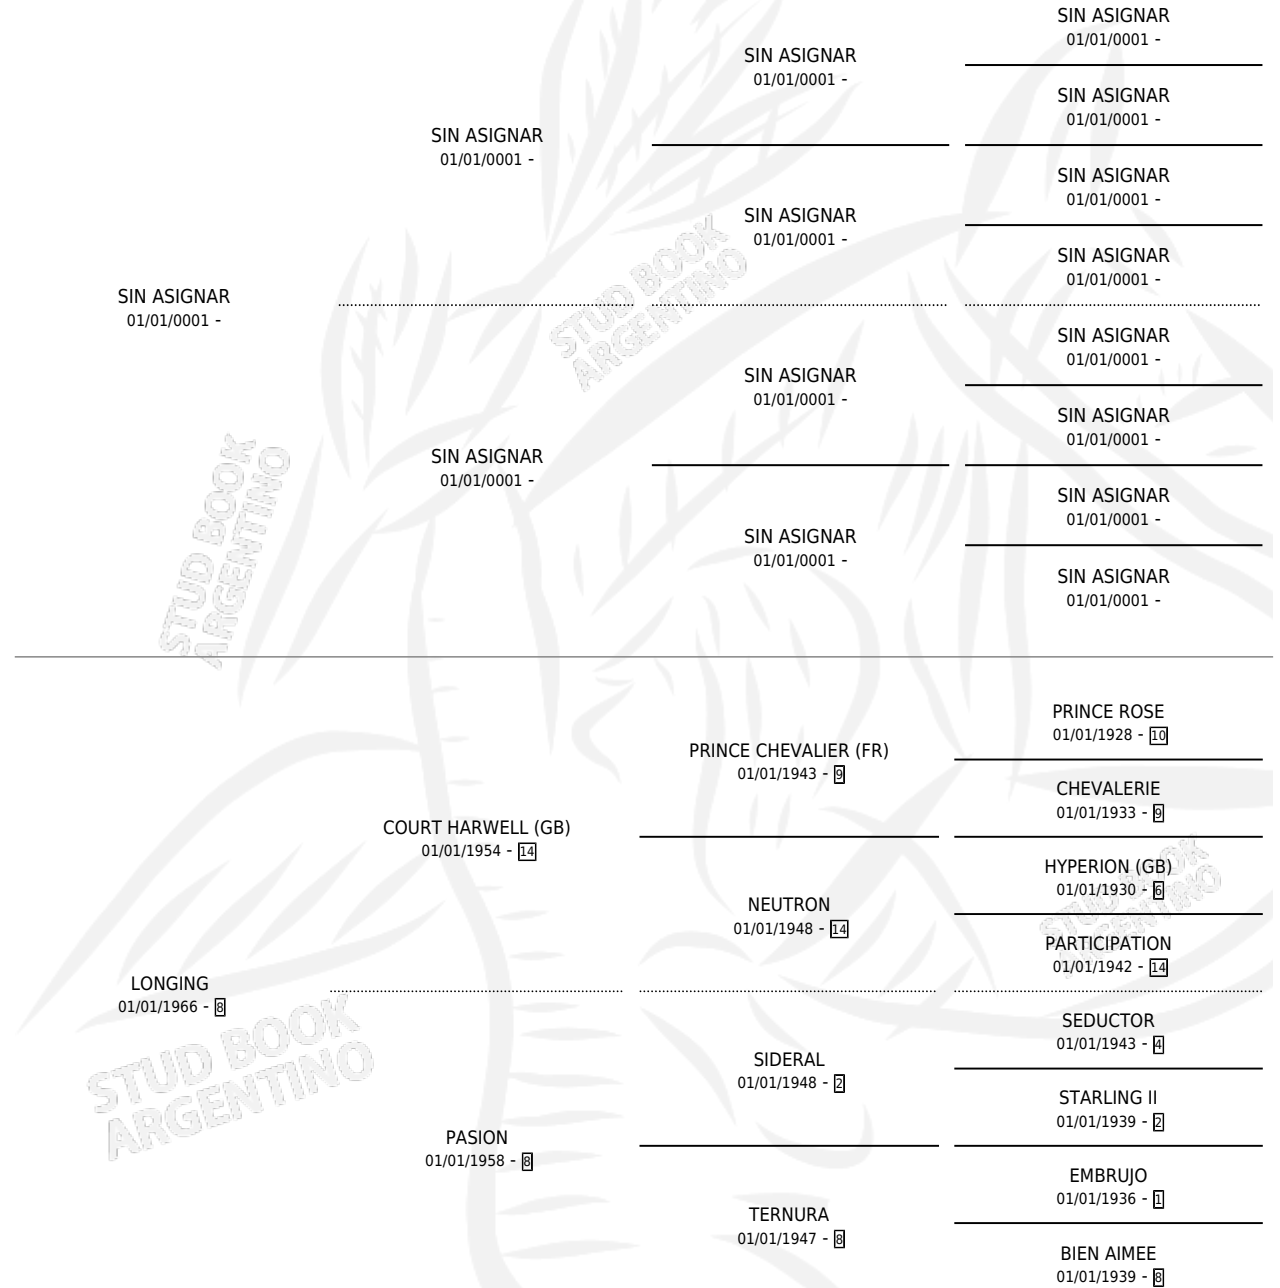 SIN ASIGNAR
01/01/0001 -
SIN ASIGNAR
01/01/0001 -
SIN ASIGNAR
01/01/0001 -
SIN ASIGNAR
01/01/0001 -
SIN ASIGNAR
01/01/0001 -
SIN ASIGNAR
01/01/0001 -
SIN ASIGNAR
01/01/0001 -
SIN ASIGNAR
01/01/0001 -
SIN ASIGNAR
01/01/0001 -
SIN ASIGNAR
01/01/0001 -
SIN ASIGNAR
01/01/0001 -
SIN ASIGNAR
01/01/0001 -
SIN ASIGNAR
01/01/0001 -
SIN ASIGNAR
01/01/0001 -
SIN ASIGNAR
01/01/0001 -
STUD BOOK
ARGENTINO
STUD BOOK
ARGENTINO
PRINCE ROSE
01/01/1928 - 10
PRINCE CHEVALIER (FR)
01/01/1943 - 9
CHEVALERIE
01/01/1933 - 9
COURT HARWELL (GB)
01/01/1954 - 14
HYPERION (GB)
01/01/1930 - 6
NEUTRON
01/01/1948 - 14
PARTICIPATION
01/01/1942 - 14
STUD BOOK
ARGENTINO
LONGING
01/01/1966 - 8
SEDUCTOR
01/01/1943 - 4
SIDERAL
01/01/1948 - 2
STARLING II
01/01/1939 - 2
STUD BOOK
ARGENTINO
PASION
01/01/1958 - 8
EMBRUJO
01/01/1936 - 1
TERNURA
01/01/1947 - 8
BIEN AIMEE
01/01/1939 - 8